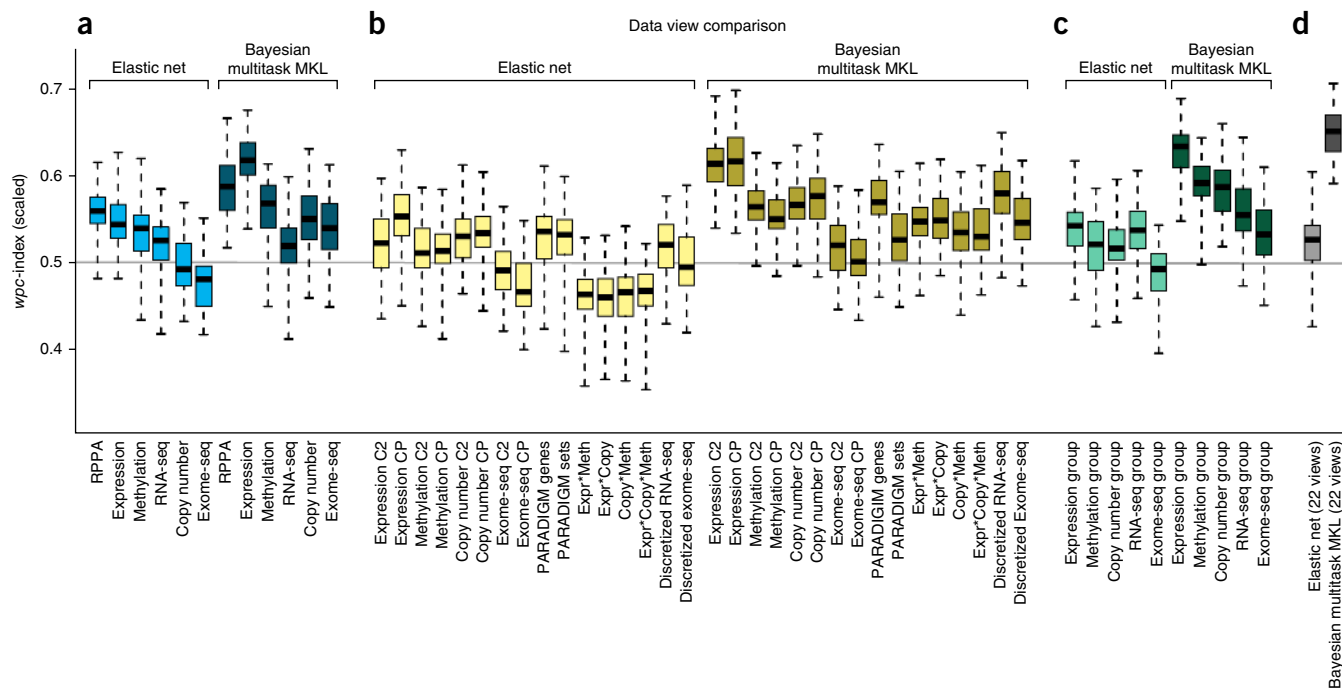 a
b
Data view comparison
c
d
Elastic net
Bayesian
multitask MKL
Elastic net
Bayesian
multitask MKL
Elastic net
Bayesian
multitask MKL
wpc-index (scaled)
0.7
0.6
0.5
0.4
RPPA
Expression
Methylation
RNA-seq
Copy number
Exome-seq
RPPA
Expression
Methylation
RNA-seq
Copy number
Exome-seq
Expression C2
Expression CP
Methylation C2
Methylation CP
Copy number C2
Copy number CP
Exome-seq C2
Exome-seq CP
PARADIGM genes
PARADIGM sets
Expr*Meth
Expr*Copy
Copy*Meth
Expr*Copy*Meth
Discretized RNA-seq
Discretized exome-seq
Expression C2
Expression CP
Methylation C2
Methylation CP
Copy number C2
Copy number CP
Exome-seq C2
Exome-seq CP
PARADIGM genes
PARADIGM sets
Expr*Meth
Expr*Copy
Copy*Meth
Expr*Copy*Meth
Discretized RNA-seq
Discretized Exome-seq
Expression group
Methylation group
Copy number group
RNA-seq group
Exome-seq group
Expression group
Methylation group
Copy number group
RNA-seq group
Exome-seq group
Elastic net (22 views)
Bayesian multitask MKL (22 views)